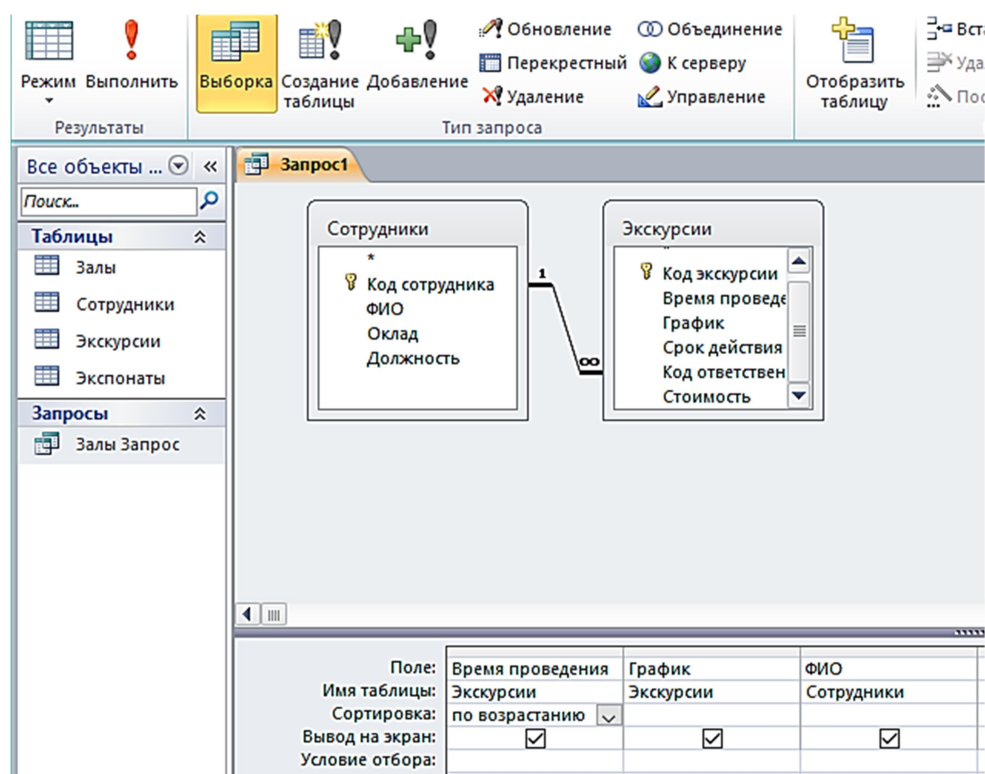 Режим Выполнить
Результаты
Выборка Создание таблицы Добавление
Обновление Объединение
Перекрестный К серверу
Удаление Управление
Тип запроса
Отобразить таблицу
Вста
Уда
Пос
Все объекты ... «
Поиск...
Таблицы
Залы
Сотрудники
Экскурсии
Экспонаты
Запросы
Залы Запрос
Запрос1
Сотрудники
*
Код сотрудника
ФИО
Оклад
Должность
1
∞
Экскурсии
Код экскурсии
Время проведе
График
Срок действия
Код ответствен
Стоимость
Поле: Время проведения График ФИО
Имя таблицы: Экскурсии Экскурсии Сотрудники
Сортировка: по возрастанию
Вывод на экран:
Условие отбора: